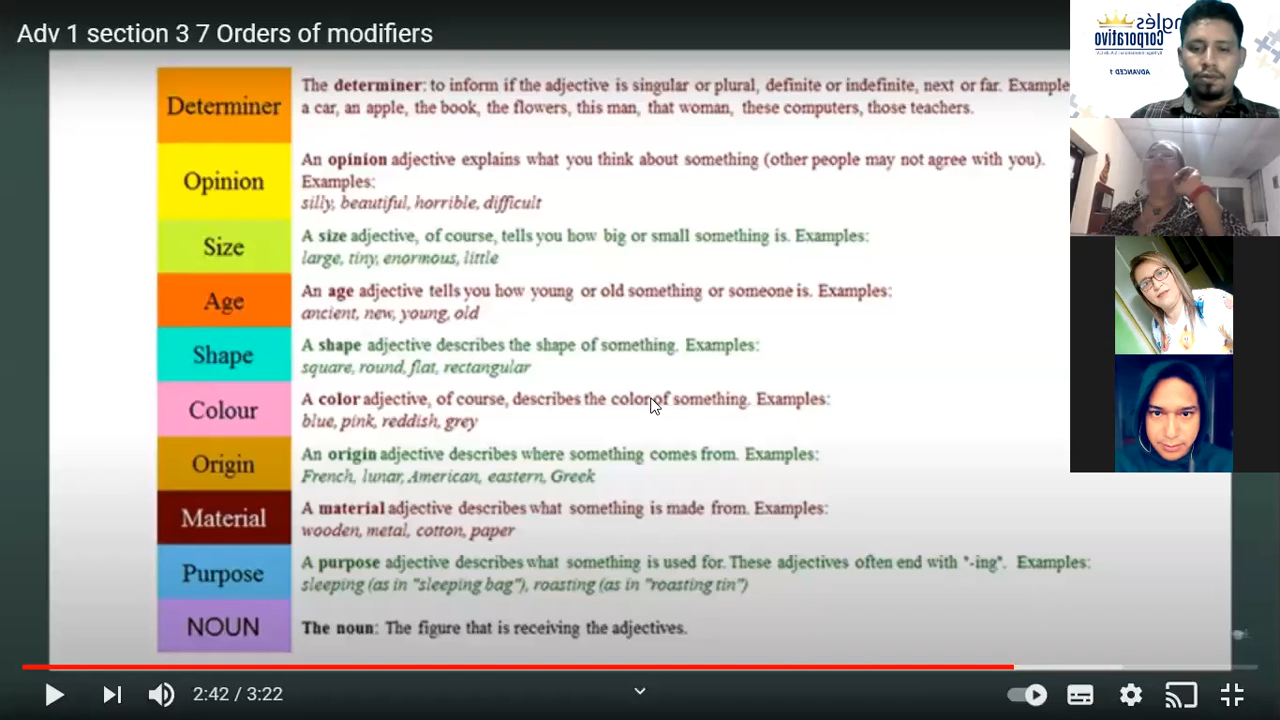 Adv 1 section 3 7 Orders of modifiers
Determiner
The determiner: to inform if the adjective is singular or plural, definite or indefinite, next or far. Example
a car, an apple, the book, the flowers, this man, that woman, these computers, those teachers.
Opinion
An opinion adjective explains what you think about something (other people may not agree with you).
Examples:
silly, beautiful, horrible, difficult
Size
A size adjective, of course, tells you how big or small something is. Examples:
large, tiny, enormous, little
Age
An age adjective tells you how young or old something or someone is. Examples:
ancient, new, young, old
Shape
A shape adjective describes the shape of something. Examples:
square, round, flat, rectangular
Colour
A color adjective, of course, describes the color of something. Examples:
blue, pink, reddish, grey
Origin
An origin adjective describes where something comes from. Examples:
French, lunar, American, eastern, Greek
Material
A material adjective describes what something is made from. Examples:
wooden, metal, cotton, paper
Purpose
A purpose adjective describes what something is used for. These adjectives often end with "-ing". Examples:
sleeping (as in "sleeping bag"), roasting (as in "roasting tin")
NOUN
The noun: The figure that is receiving the adjectives.
2:42 / 3:22
nglés
Corporativo
ADVANCED 1